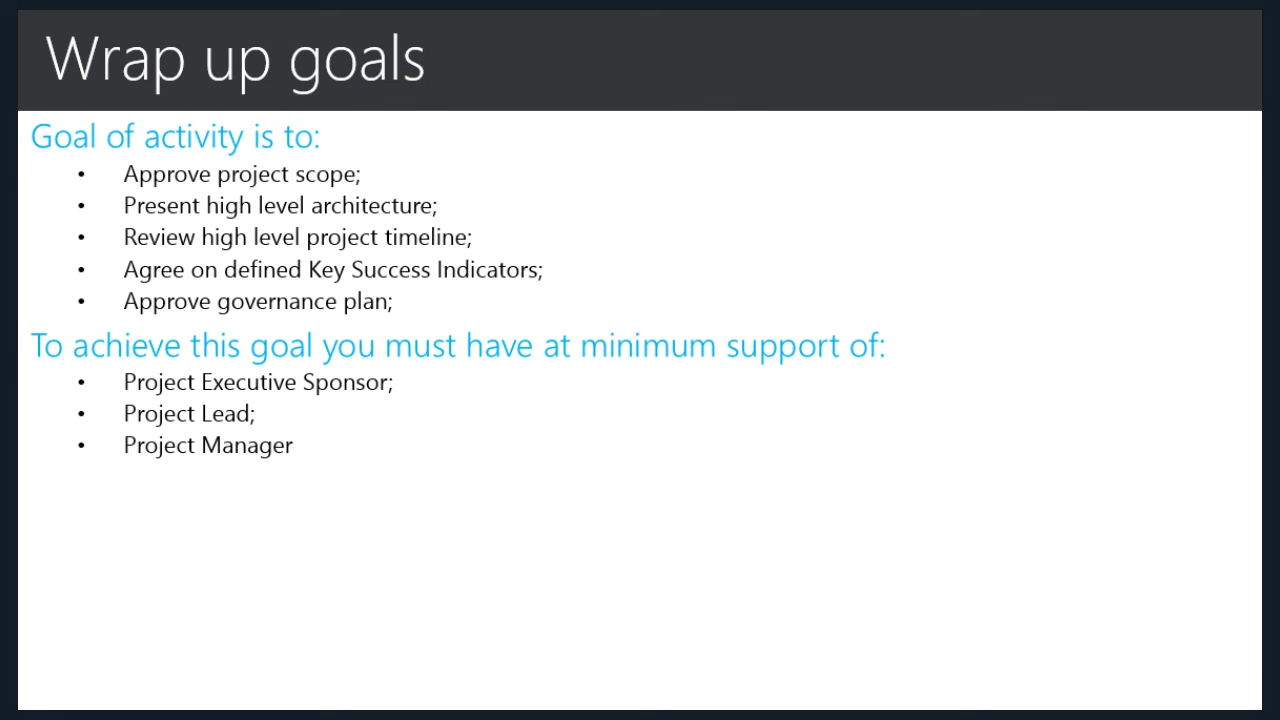 Wrap up goals
Goal of activity is to:
• Approve project scope;
• Present high level architecture;
• Review high level project timeline;
• Agree on defined Key Success Indicators;
• Approve governance plan;
To achieve this goal you must have at minimum support of:
• Project Executive Sponsor;
• Project Lead;
• Project Manager